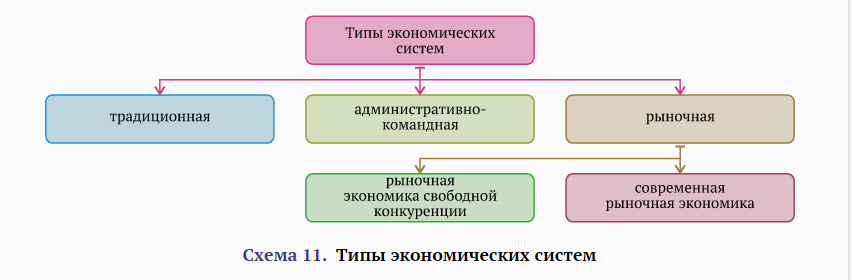 Типы экономических
систем
традиционная
административно-
командная
рыночная
рыночная
экономика свободной
конкуренции
современная
рыночная экономика
Схема 11. Типы экономических систем